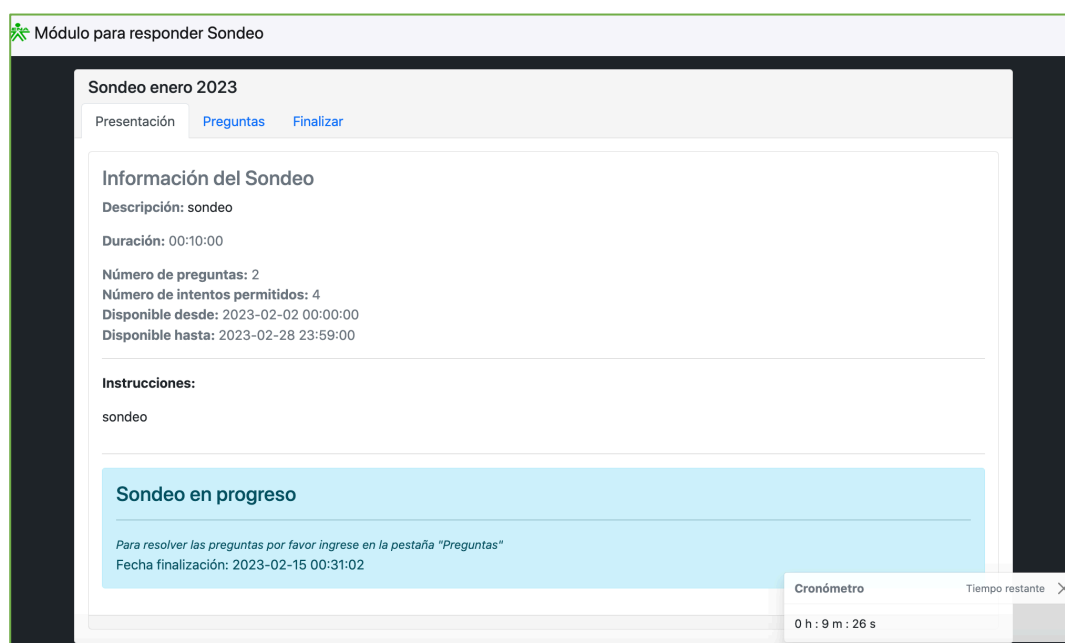 Módulo para responder Sondeo
Sondeo enero 2023
Presentación Preguntas Finalizar
Información del Sondeo
Descripción: sondeo
Duración: 00:10:00
Número de preguntas: 2
Número de intentos permitidos: 4
Disponible desde: 2023-02-02 00:00:00
Disponible hasta: 2023-02-28 23:59:00
Instrucciones:
sondeo
Sondeo en progreso
Para resolver las preguntas por favor ingrese en la pestaña "Preguntas"
Fecha finalización: 2023-02-15 00:31:02
Cronómetro Tiempo restante
0 h : 9 m : 26 s